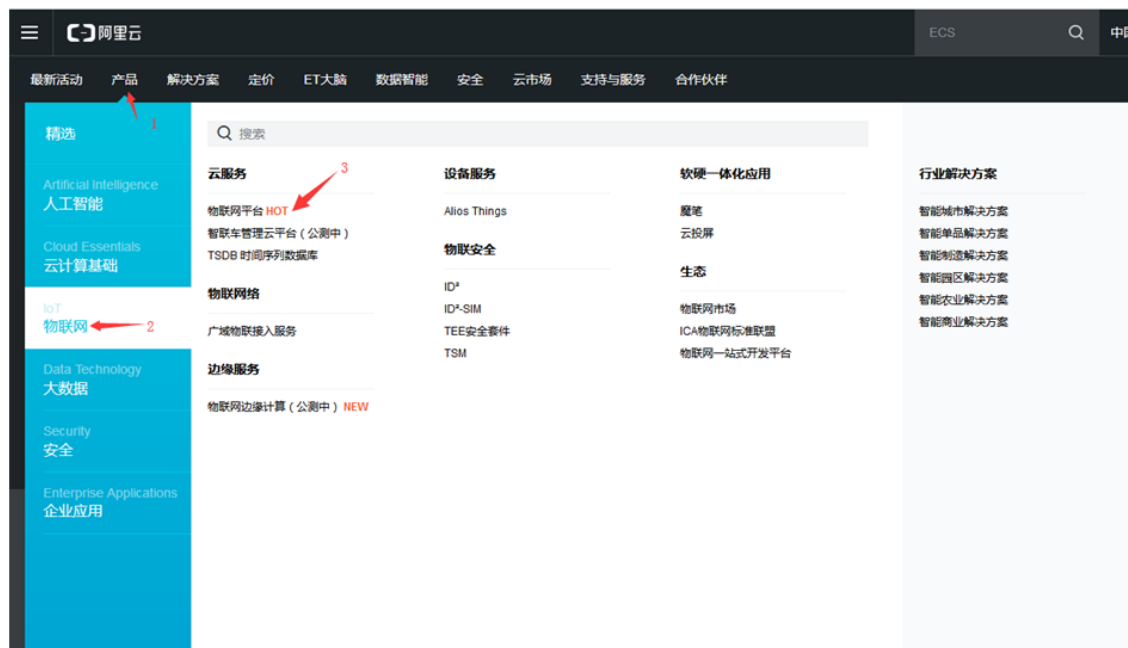 阿里云
ECS
中
最新活动 产品 解决方案 定价 ET大脑 数据智能 安全 云市场 支持与服务 合作伙伴
1
精选
Artificial Intelligence
人工智能
Cloud Essentials
云计算基础
IoT
物联网
2
Data Technology
大数据
Security
安全
Enterprise Applications
企业应用
搜索
云服务
3
物联网平台 HOT
智联车管理云平台（公测中）
TSDB 时间序列数据库
物联网络
广域物联接入服务
边缘服务
物联网边缘计算（公测中） NEW
设备服务
Alios Things
物联安全
ID²
ID²-SIM
TEE安全套件
TSM
软硬一体化应用
魔笔
云投屏
生态
物联网市场
ICA物联网标准联盟
物联网一站式开发平台
行业解决方案
智能城市解决方案
智能单品解决方案
智能制造解决方案
智能园区解决方案
智能农业解决方案
智能商业解决方案